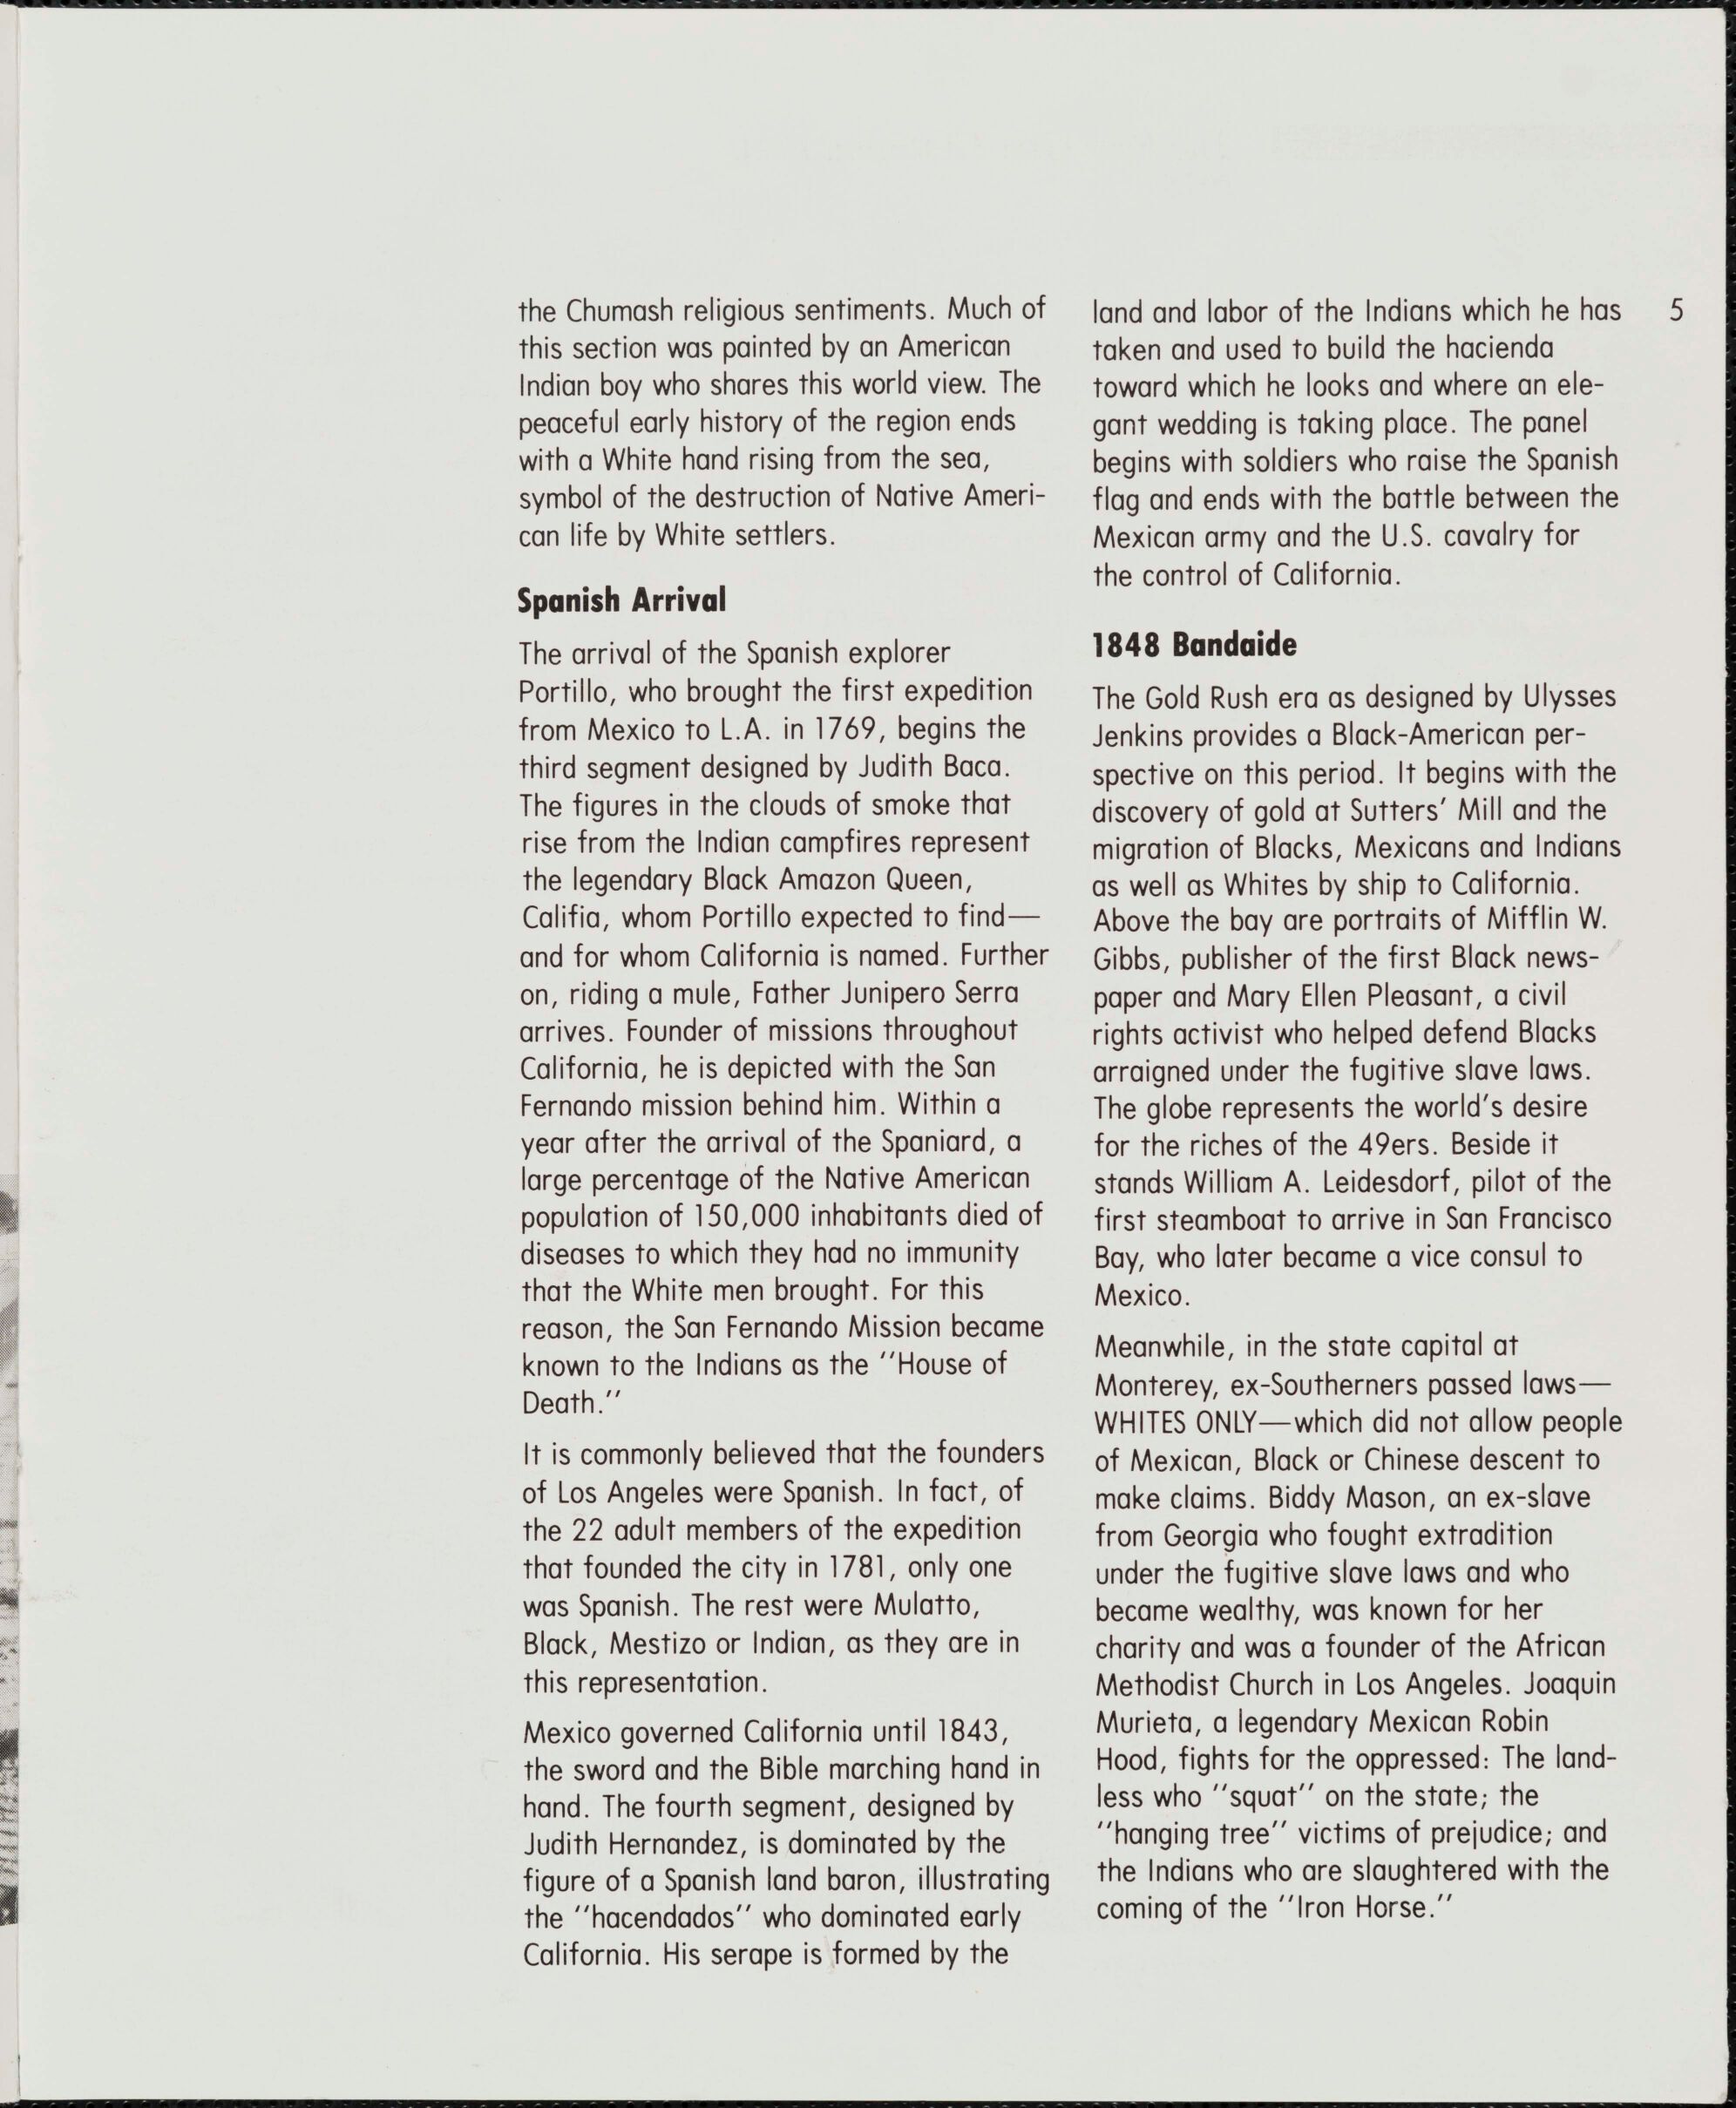 the Chumash religious sentiments. Much of
this section was painted by an American
Indian boy who shares this world view. The
peaceful early history of the region ends
with a White hand rising from the sea,
symbol of the destruction of Native Ameri-
can life by White settlers.
Spanish Arrival
The arrival of the Spanish explorer
Portillo, who brought the first expedition
from Mexico to L.A. in 1769, begins the
third segment designed by Judith Baca.
The figures in the clouds of smoke that
rise from the Indian campfires represent
the legendary Black Amazon Queen,
Califia, whom Portillo expected to find—
and for whom California is named. Further
on, riding a mule, Father Junipero Serra
arrives. Founder of missions throughout
California, he is depicted with the San
Fernando mission behind him. Within a
year after the arrival of the Spaniard, a
large percentage of the Native American
population of 150,000 inhabitants died of
diseases to which they had no immunity
that the White men brought. For this
reason, the San Fernando Mission became
known to the Indians as the ''House of
Death.''
It is commonly believed that the founders
of Los Angeles were Spanish. In fact, of
the 22 adult members of the expedition
that founded the city in 1781, only one
was Spanish. The rest were Mulatto,
Black, Mestizo or Indian, as they are in
this representation.
Mexico governed California until 1843,
the sword and the Bible marching hand in
hand. The fourth segment, designed by
Judith Hernandez, is dominated by the
figure of a Spanish land baron, illustrating
the ''hacendados'' who dominated early
California. His serape is formed by the
land and labor of the Indians which he has
taken and used to build the hacienda
toward which he looks and where an ele-
gant wedding is taking place. The panel
begins with soldiers who raise the Spanish
flag and ends with the battle between the
Mexican army and the U.S. cavalry for
the control of California.
1848 Bandaide
The Gold Rush era as designed by Ulysses
Jenkins provides a Black-American per-
spective on this period. It begins with the
discovery of gold at Sutters' Mill and the
migration of Blacks, Mexicans and Indians
as well as Whites by ship to California.
Above the bay are portraits of Mifflin W.
Gibbs, publisher of the first Black news-
paper and Mary Ellen Pleasant, a civil
rights activist who helped defend Blacks
arraigned under the fugitive slave laws.
The globe represents the world's desire
for the riches of the 49ers. Beside it
stands William A. Leidesdorf, pilot of the
first steamboat to arrive in San Francisco
Bay, who later became a vice consul to
Mexico.
Meanwhile, in the state capital at
Monterey, ex-Southerners passed laws—
WHITES ONLY—which did not allow people
of Mexican, Black or Chinese descent to
make claims. Biddy Mason, an ex-slave
from Georgia who fought extradition
under the fugitive slave laws and who
became wealthy, was known for her
charity and was a founder of the African
Methodist Church in Los Angeles. Joaquin
Murieta, a legendary Mexican Robin
Hood, fights for the oppressed: The land-
less who ''squat'' on the state; the
''hanging tree'' victims of prejudice; and
the Indians who are slaughtered with the
coming of the ''Iron Horse.''
5